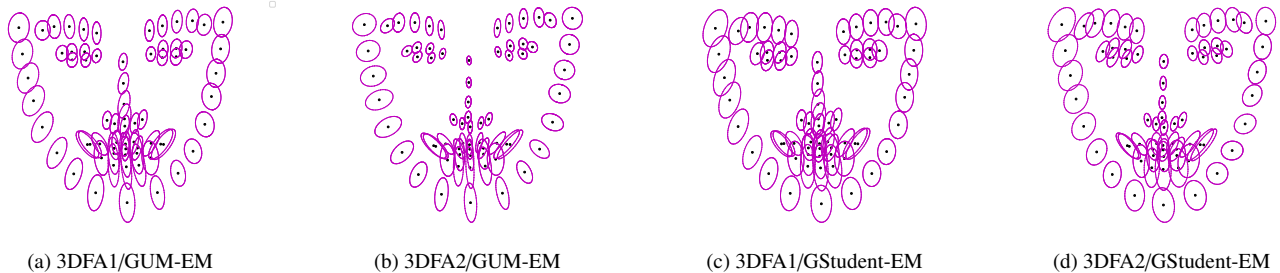 (a) 3DFA1/GUM-EM
(b) 3DFA2/GUM-EM
(c) 3DFA1/GStudent-EM
(d) 3DFA2/GStudent-EM